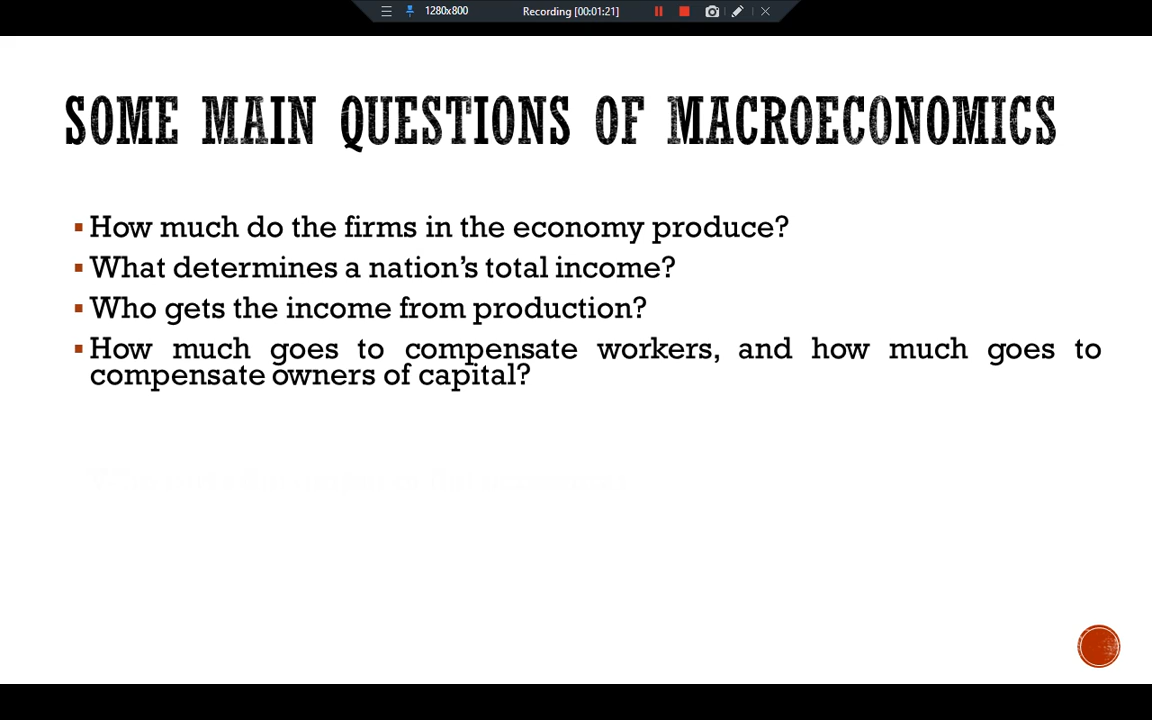 1280x800
Recording [00:01:21]
SOME MAIN QUESTIONS OF MACROECONOMICS
▪ How much do the firms in the economy produce?
▪ What determines a nation’s total income?
▪ Who gets the income from production?
▪ How much goes to compensate workers, and how much goes to
compensate owners of capital?